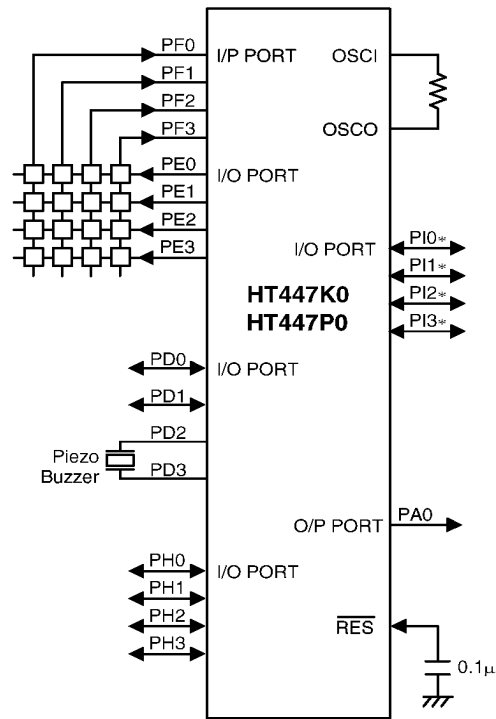 PF0 I/P PORT OSCI
PF1
PF2
PF3 OSCO
PE0 I/O PORT
PE1
PE2
PE3 I/O PORT PI0*
PI1*
HT447K0 PI2*
HT447P0 PI3*
PD0 I/O PORT
PD1
PD2
Piezo
Buzzer PD3
O/P PORT PA0
PH0 I/O PORT
PH1
PH2
PH3 RES
0.1μ